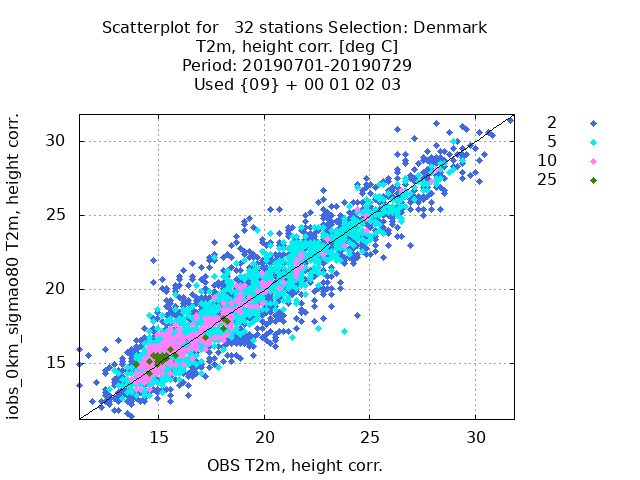 Scatterplot for   32 stations Selection: Denmark
T2m, height corr. [deg C]
Period: 20190701-20190729
Used {09} + 00 01 02 03
iobs_0km_sigmao80 T2m, height corr.
30
25
20
15
15 20 25 30
OBS T2m, height corr.
2
5
10
25